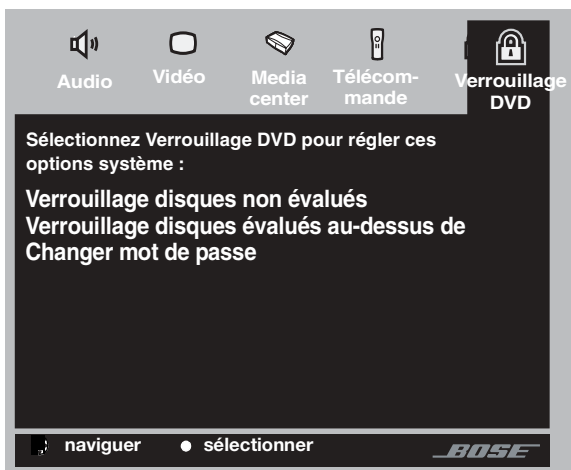 Audio
Vidéo
Media
center
Télécom-
mande
Verrouillage
DVD
Sélectionnez Verrouillage DVD pour régler ces
options système :
Verrouillage disques non évalués
Verrouillage disques évalués au-dessus de
Changer mot de passe
naviguer
sélectionner
BOSE